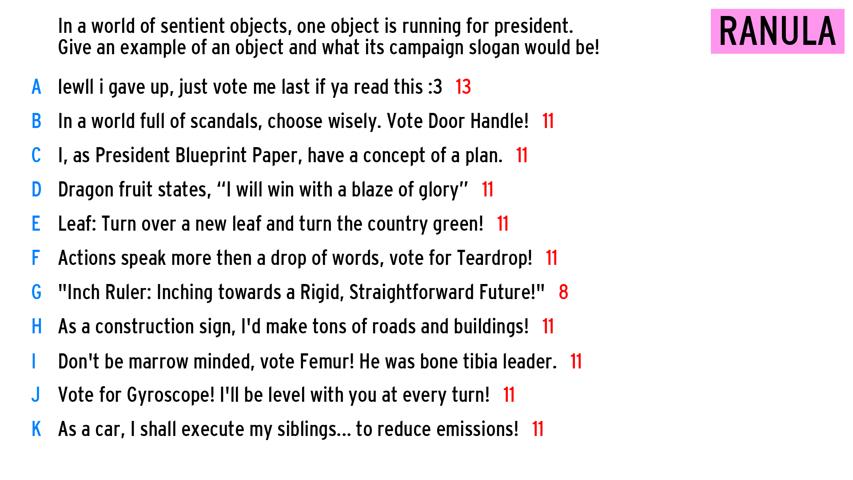 In a world of sentient objects, one object is running for president.
Give an example of an object and what its campaign slogan would be!
RANULA
A Iewll i gave up, just vote me last if ya read this :3 13
B In a world full of scandals, choose wisely. Vote Door Handle! 11
C I, as President Blueprint Paper, have a concept of a plan. 11
D Dragon fruit states, “I will win with a blaze of glory” 11
E Leaf: Turn over a new leaf and turn the country green! 11
F Actions speak more then a drop of words, vote for Teardrop! 11
G "Inch Ruler: Inching towards a Rigid, Straightforward Future!" 8
H As a construction sign, I'd make tons of roads and buildings! 11
I Don't be marrow minded, vote Femur! He was bone tibia leader. 11
J Vote for Gyroscope! I'll be level with you at every turn! 11
K As a car, I shall execute my siblings... to reduce emissions! 11